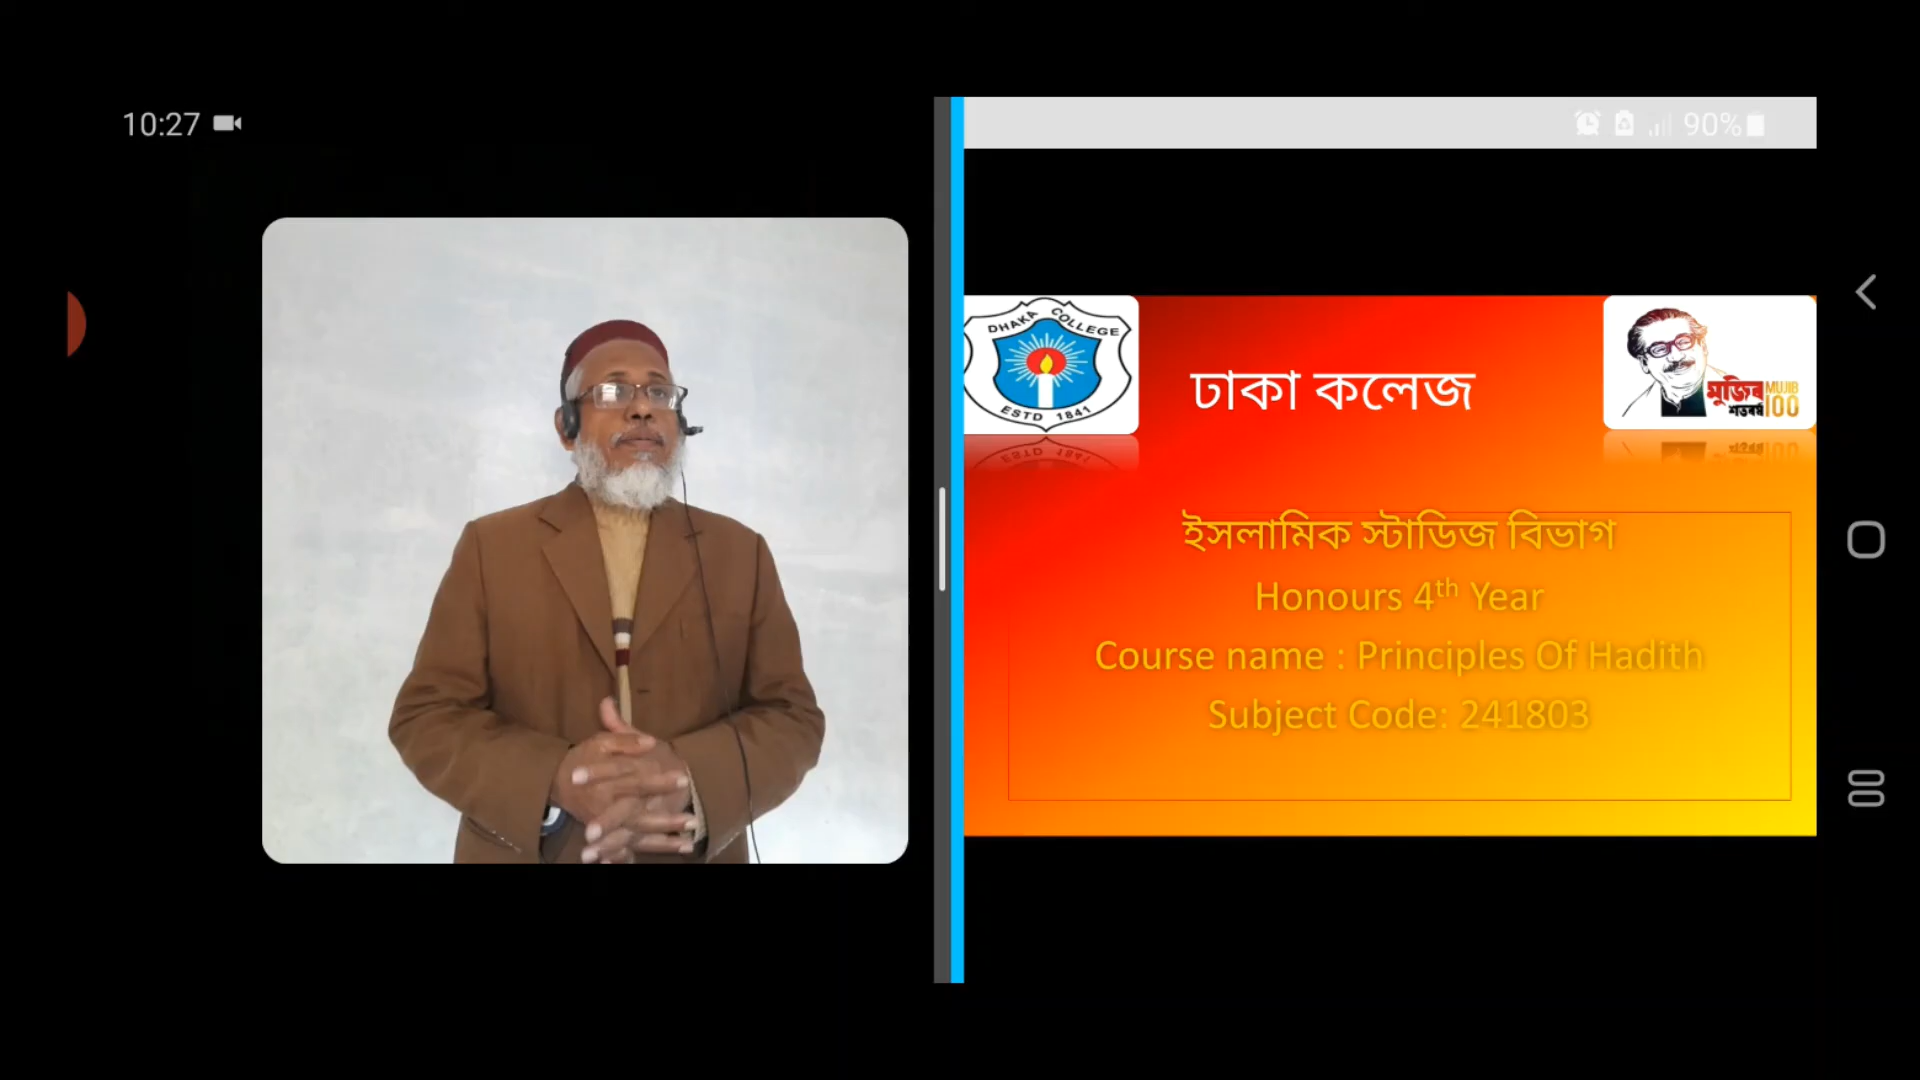 10:27
90%
DHAKA COLLEGE
ESTD 1841
ঢাকা কলেজ
মুজিব MUJIB
শতবর্ষ 100
ইসলামিক স্টাডিজ বিভাগ
Honours 4th Year
Course name : Principles Of Hadith
Subject Code: 241803